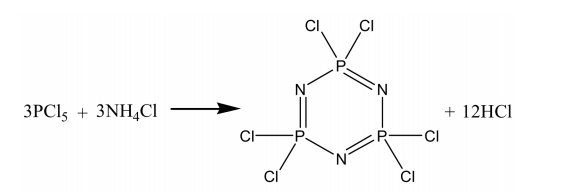 Cl Cl
P
N N
3PCl₅ + 3NH₄Cl + 12HCl
Cl P P Cl
N
Cl Cl